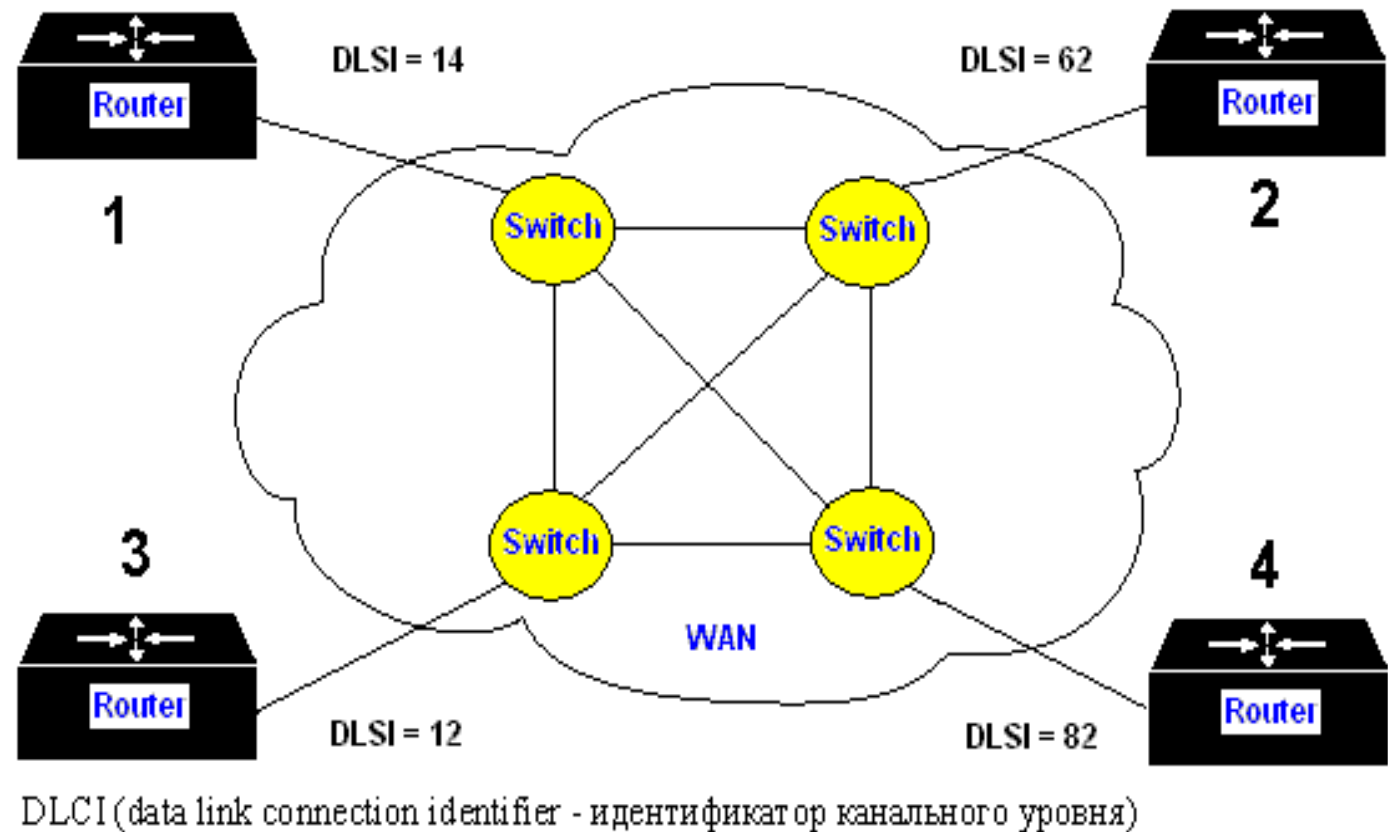 DLSI = 14
DLSI = 62
Router
Router
1
2
Switch
Switch
3
Switch
Switch
4
WAN
Router
Router
DLSI = 12
DLSI = 82
DLCI (data link connection identifier - идентификатор канального уровня)